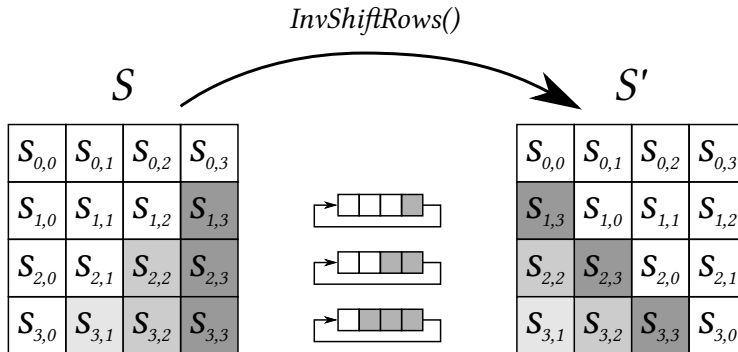 InvShiftRows()
S S'
s0,0 s0,1 s0,2 s0,3 s0,0 s0,1 s0,2 s0,3
s1,0 s1,1 s1,2 s1,3 s1,3 s1,0 s1,1 s1,2
s2,0 s2,1 s2,2 s2,3 s2,2 s2,3 s2,0 s2,1
s3,0 s3,1 s3,2 s3,3 s3,1 s3,2 s3,3 s3,0